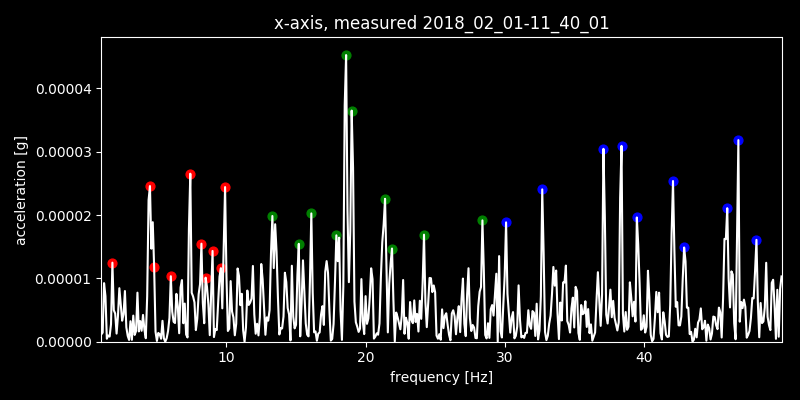 x-axis, measured 2018_02_01-11_40_01
0.00004
0.00003
0.00002
0.00001
0.00000
acceleration [g]
10 20 30 40
frequency [Hz]